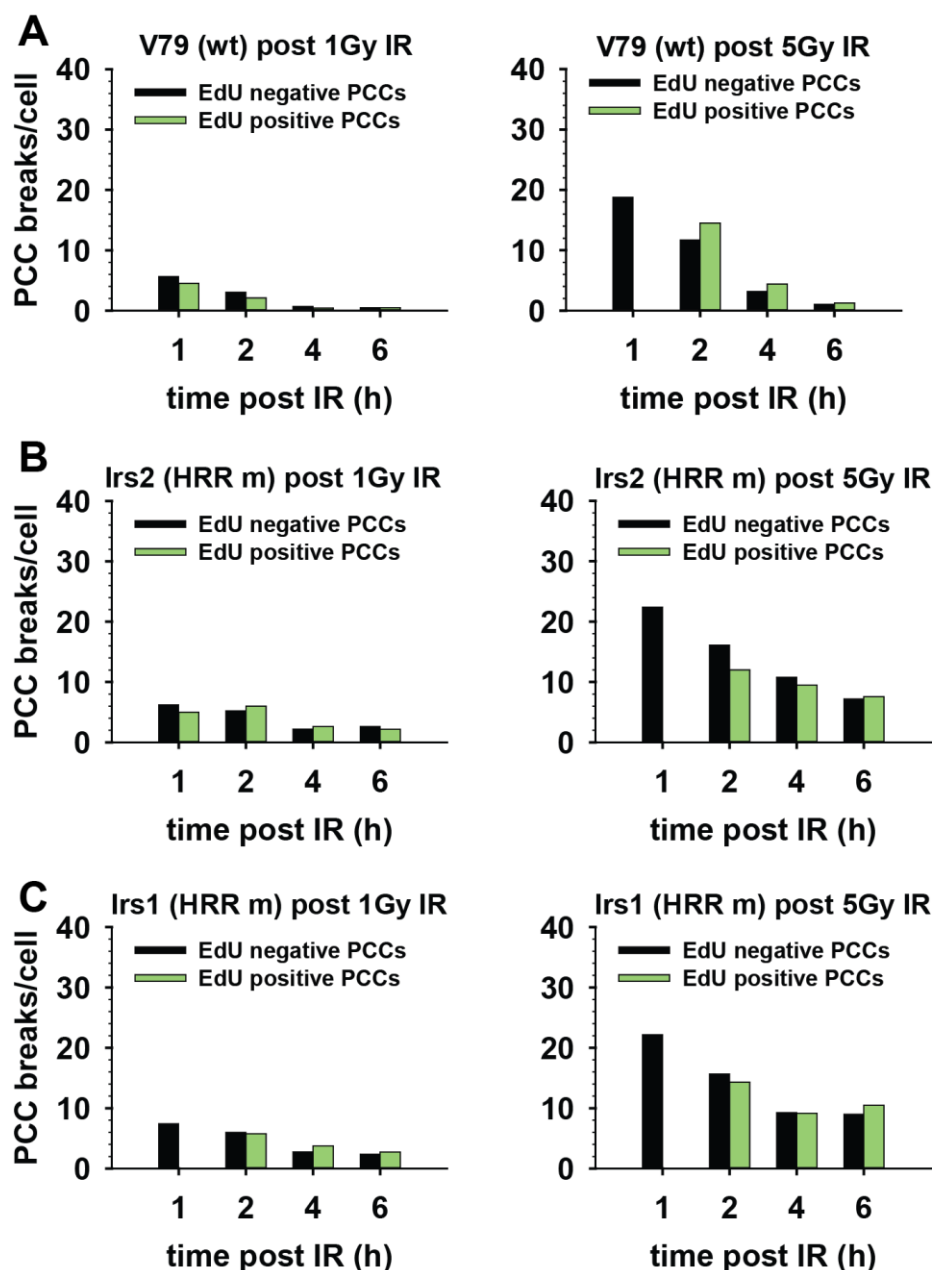 A
V79 (wt) post 1Gy IR
40
30
20
10
0
EdU negative PCCs
EdU positive PCCs
PCC breaks/cell
1 2 4 6
time post IR (h)
V79 (wt) post 5Gy IR
40
30
20
10
0
EdU negative PCCs
EdU positive PCCs
1 2 4 6
time post IR (h)
B
Irs2 (HRR m) post 1Gy IR
40
30
20
10
0
EdU negative PCCs
EdU positive PCCs
PCC breaks/cell
1 2 4 6
time post IR (h)
Irs2 (HRR m) post 5Gy IR
40
30
20
10
0
EdU negative PCCs
EdU positive PCCs
1 2 4 6
time post IR (h)
C
Irs1 (HRR m) post 1Gy IR
40
30
20
10
0
EdU negative PCCs
EdU positive PCCs
PCC breaks/cell
1 2 4 6
time post IR (h)
Irs1 (HRR m) post 5Gy IR
40
30
20
10
0
EdU negative PCCs
EdU positive PCCs
1 2 4 6
time post IR (h)